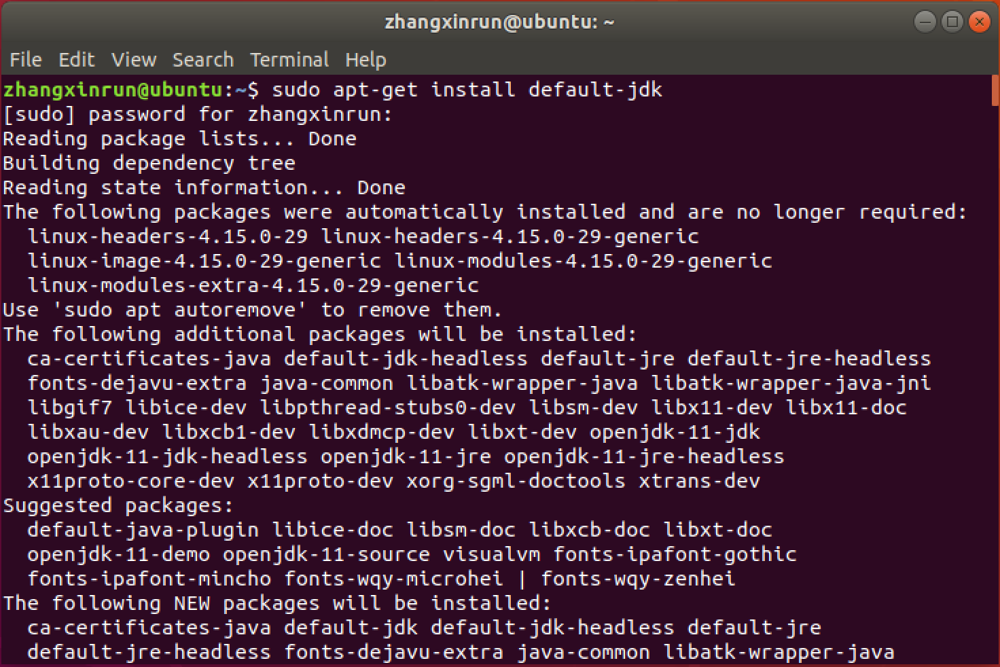 zhangxinrun@ubuntu: ~
File Edit View Search Terminal Help
zhangxinrun@ubuntu:~$ sudo apt-get install default-jdk
[sudo] password for zhangxinrun:
Reading package lists... Done
Building dependency tree
Reading state information... Done
The following packages were automatically installed and are no longer required:
  linux-headers-4.15.0-29 linux-headers-4.15.0-29-generic
  linux-image-4.15.0-29-generic linux-modules-4.15.0-29-generic
  linux-modules-extra-4.15.0-29-generic
Use 'sudo apt autoremove' to remove them.
The following additional packages will be installed:
  ca-certificates-java default-jdk-headless default-jre default-jre-headless
  fonts-dejavu-extra java-common libatk-wrapper-java libatk-wrapper-java-jni
  libgif7 libice-dev libpthread-stubs0-dev libsm-dev libx11-dev libx11-doc
  libxau-dev libxcb1-dev libxdmcp-dev libxt-dev openjdk-11-jdk
  openjdk-11-jdk-headless openjdk-11-jre openjdk-11-jre-headless
  x11proto-core-dev x11proto-dev xorg-sgml-doctools xtrans-dev
Suggested packages:
  default-java-plugin libice-doc libsm-doc libxcb-doc libxt-doc
  openjdk-11-demo openjdk-11-source visualvm fonts-ipafont-gothic
  fonts-ipafont-mincho fonts-wqy-microhei | fonts-wqy-zenhei
The following NEW packages will be installed:
  ca-certificates-java default-jdk default-jdk-headless default-jre
  default-jre-headless fonts-dejavu-extra java-common libatk-wrapper-java